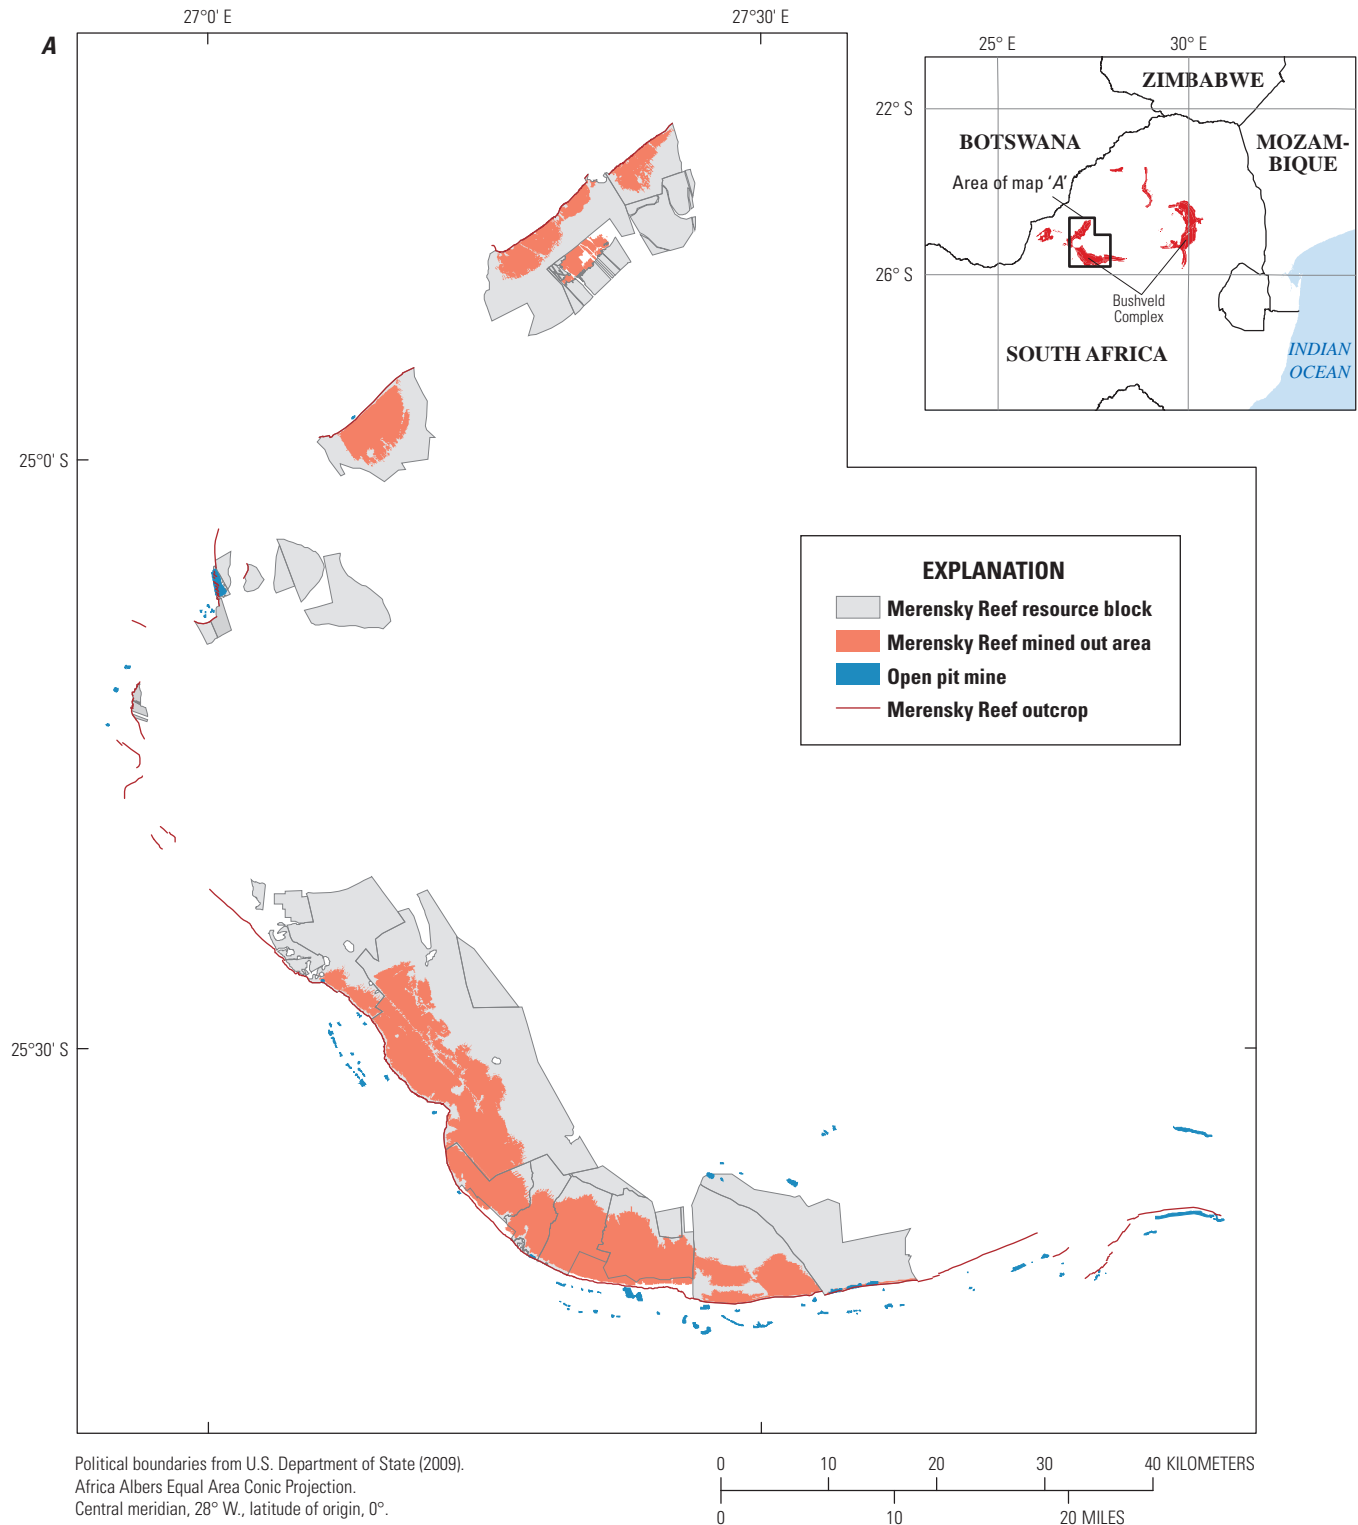 A
27°0' E
27°30' E
25° E
30° E
22° S
26° S
ZIMBABWE
BOTSWANA
MOZAM-
BIQUE
Area of map 'A'
Bushveld
Complex
SOUTH AFRICA
INDIAN
OCEAN
25°0' S
25°30' S
EXPLANATION
Merensky Reef resource block
Merensky Reef mined out area
Open pit mine
Merensky Reef outcrop
Political boundaries from U.S. Department of State (2009).
Africa Albers Equal Area Conic Projection.
Central meridian, 28° W., latitude of origin, 0°.
0 10 20 30 40 KILOMETERS
0 10 20 MILES